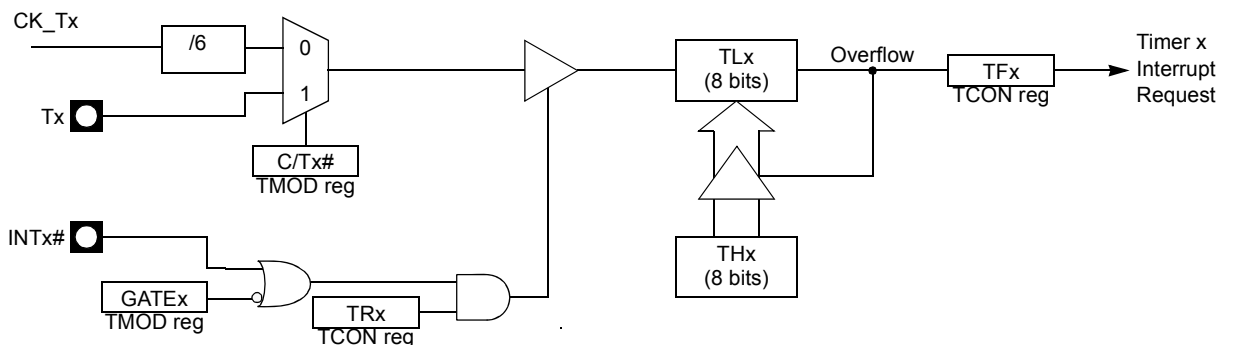 CK_Tx
/6
0
1
Tx
C/Tx#
TMOD reg
TLx
(8 bits)
Overflow
TFx
TCON reg
Timer x
Interrupt
Request
INTx#
GATEx
TMOD reg
TRx
TCON reg
THx
(8 bits)